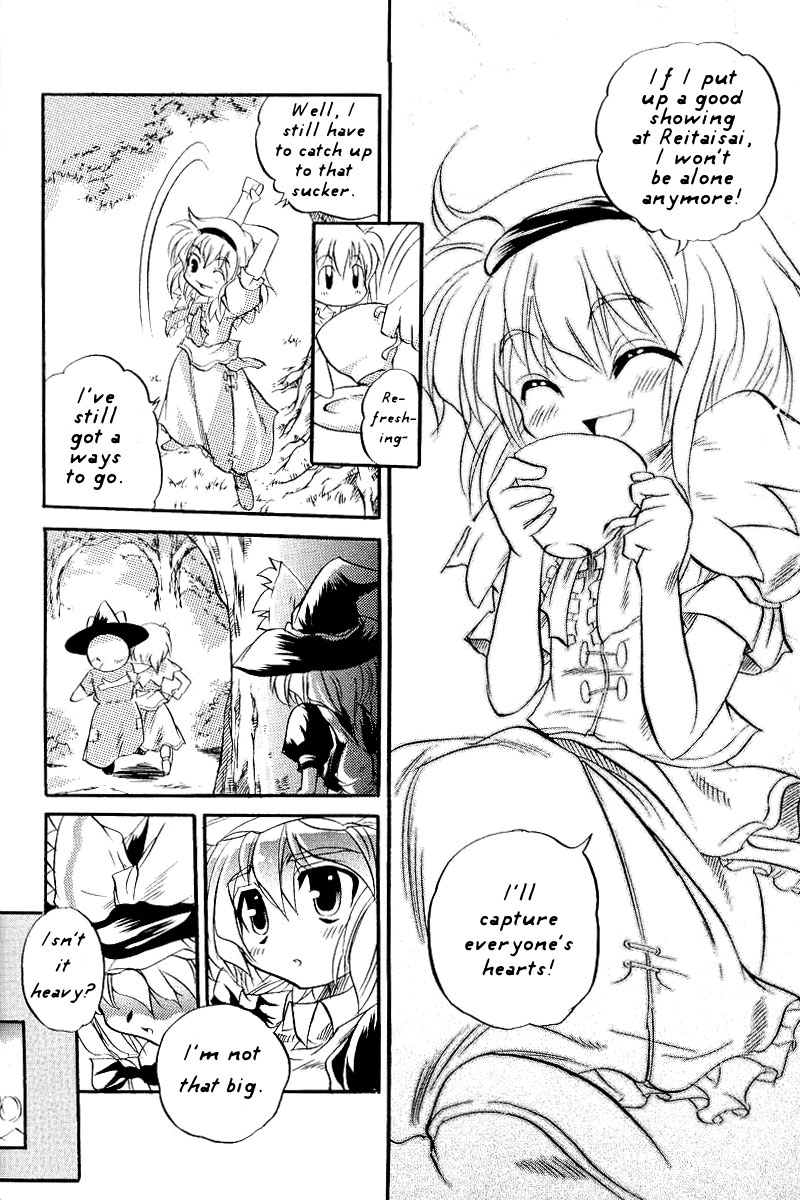 If I put
up a good
showing
at Reitaisai,
I won't
be alone
anymore!
I'll
capture
everyone's
hearts!
Well, I
still have
to catch up
to that
sucker.
Re-
fresh-
ing~
I've
still
got a
ways
to go.
I'm not
that big.
Isn't
it
heavy?